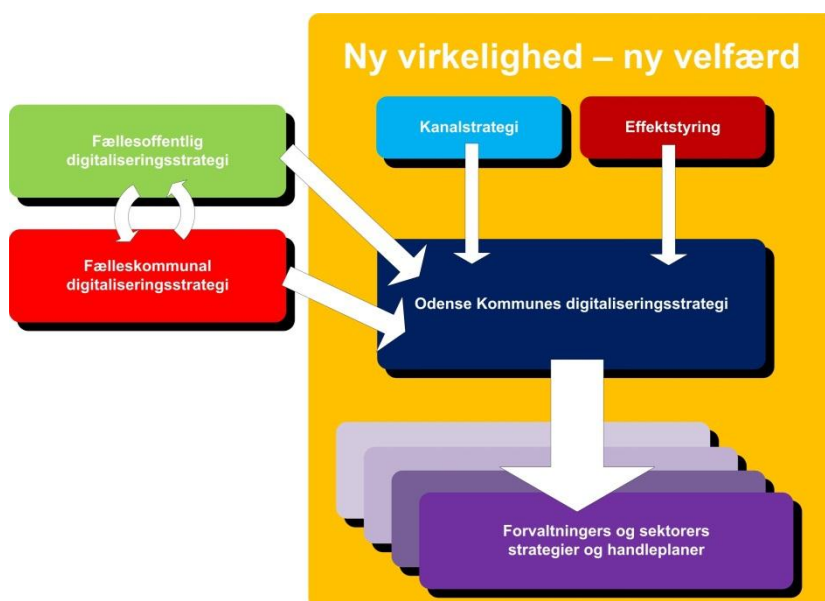 Ny virkelighed – ny velfærd
Kanalstrategi
Effektstyring
Fællesoffentlig
digitaliseringsstrategi
Fælleskommunal
digitaliseringsstrategi
Odense Kommunes digitaliseringsstrategi
Forvaltningers og sektorers
strategier og handleplaner